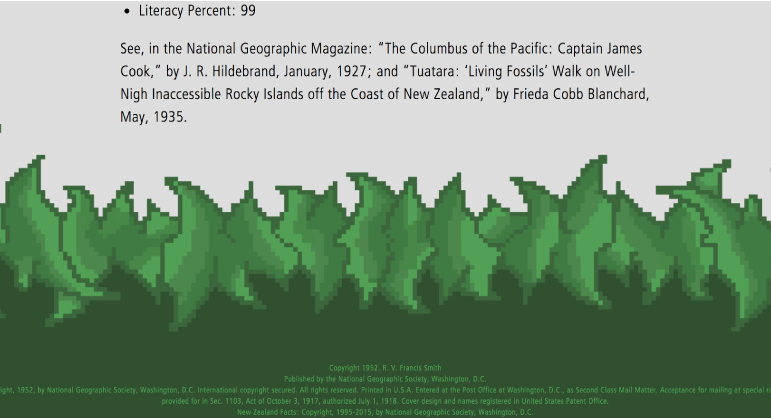 • Literacy Percent: 99
See, in the National Geographic Magazine: “The Columbus of the Pacific: Captain James
Cook,” by J. R. Hildebrand, January, 1927; and “Tuatara: ‘Living Fossils’ Walk on Well-
Nigh Inaccessible Rocky Islands off the Coast of New Zealand,” by Frieda Cobb Blanchard,
May, 1935.
Copyright 1952, R. V. Francis Smith
Published by the National Geographic Society, Washington, D.C.
ight, 1952, by National Geographic Society, Washington, D.C. International copyright secured. All rights reserved. Printed in U.S.A. Entered at the Post Office at Washington, D.C., as Second Class Mail Matter. Acceptance for mailing at special r
provided for in Sec. 1103, Act of October 3, 1917, authorized July 1, 1918. Cover design and names registered in United States Patent Office.
New Zealand Facts: Copyright, 1995-2015, by National Geographic Society, Washington, D.C.